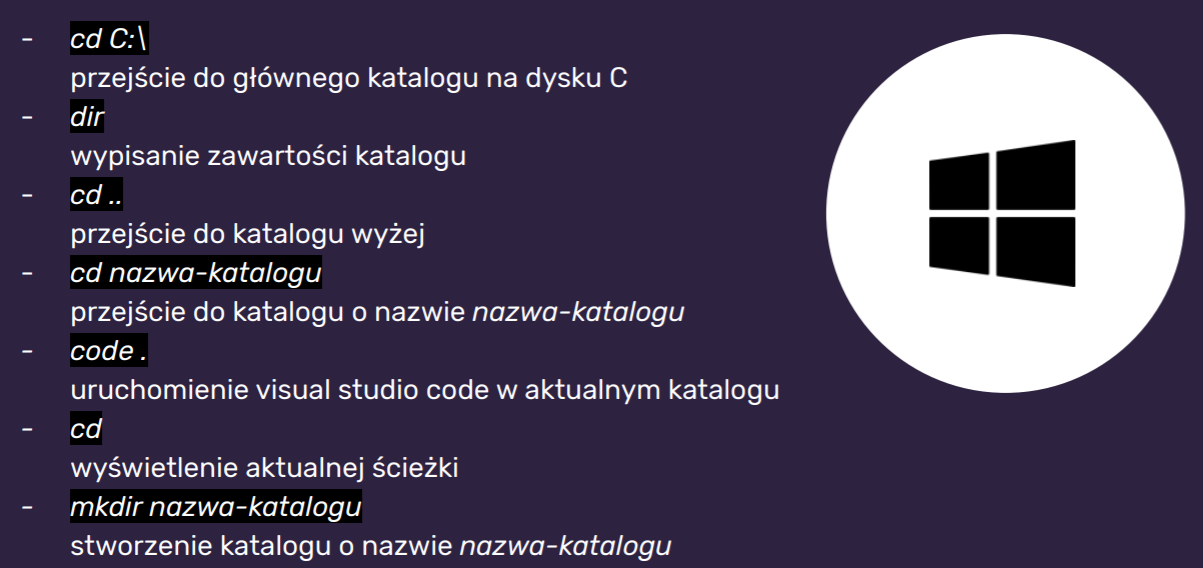 - cd C:\
przejście do głównego katalogu na dysku C
- dir
wypisanie zawartości katalogu
- cd ..
przejście do katalogu wyżej
- cd nazwa-katalogu
przejście do katalogu o nazwie nazwa-katalogu
- code .
uruchomienie visual studio code w aktualnym katalogu
- cd
wyświetlenie aktualnej ścieżki
- mkdir nazwa-katalogu
stworzenie katalogu o nazwie nazwa-katalogu